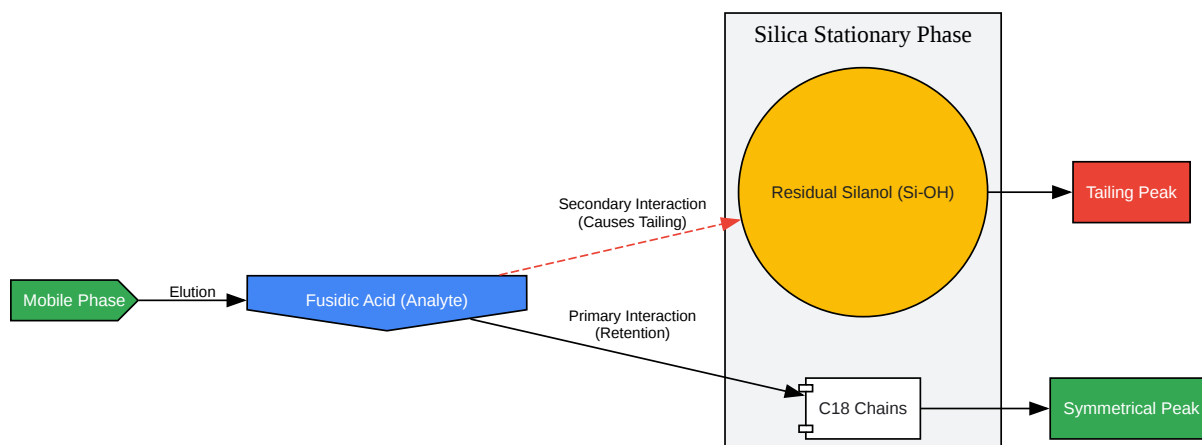 Silica Stationary Phase
Residual Silanol (Si-OH)
Tailing Peak
Secondary Interaction
(Causes Tailing)
Mobile Phase
Elution
Fusidic Acid (Analyte)
Primary Interaction
(Retention)
C18 Chains
Symmetrical Peak